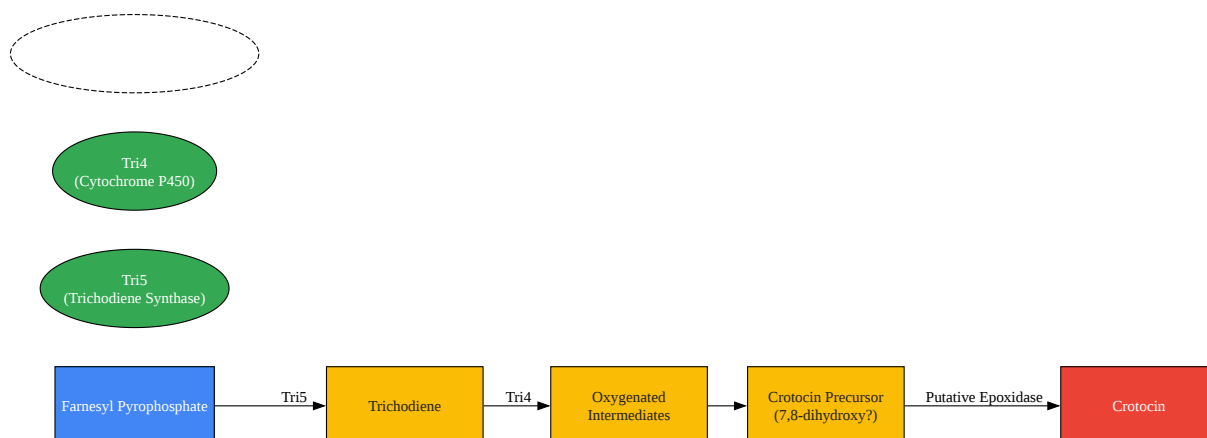 Tri4
(Cytochrome P450)
Tri5
(Trichodiene Synthase)
Farnesyl Pyrophosphate
Tri5
Trichodiene
Tri4
Oxygenated
Intermediates
Crotocin Precursor
(7,8-dihydroxy?)
Putative Epoxidase
Crotocin